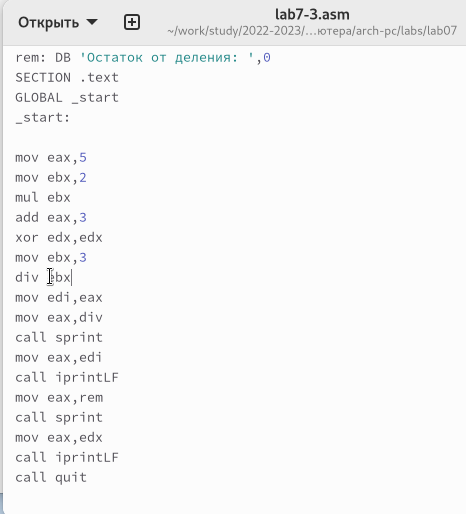 Открыть
lab7-3.asm
~/work/study/2022-2023/…ютера/arch-pc/labs/lab07
rem: DB 'Остаток от деления: ',0
SECTION .text
GLOBAL _start
_start:
mov eax,5
mov ebx,2
mul ebx
add eax,3
xor edx,edx
mov ebx,3
div ebx
mov edi,eax
mov eax,div
call sprint
mov eax,edi
call iprintLF
mov eax,rem
call sprint
mov eax,edx
call iprintLF
call quit